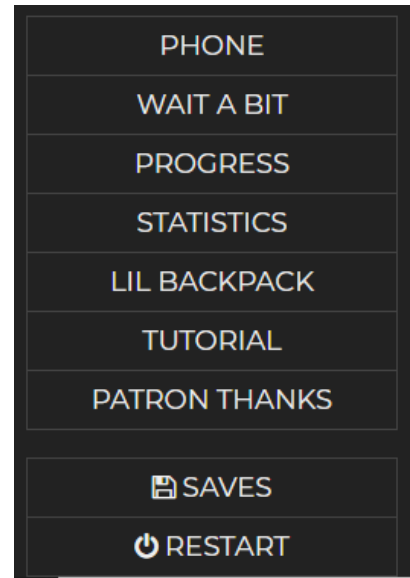 PHONE
WAIT A BIT
PROGRESS
STATISTICS
LIL BACKPACK
TUTORIAL
PATRON THANKS
SAVES
RESTART